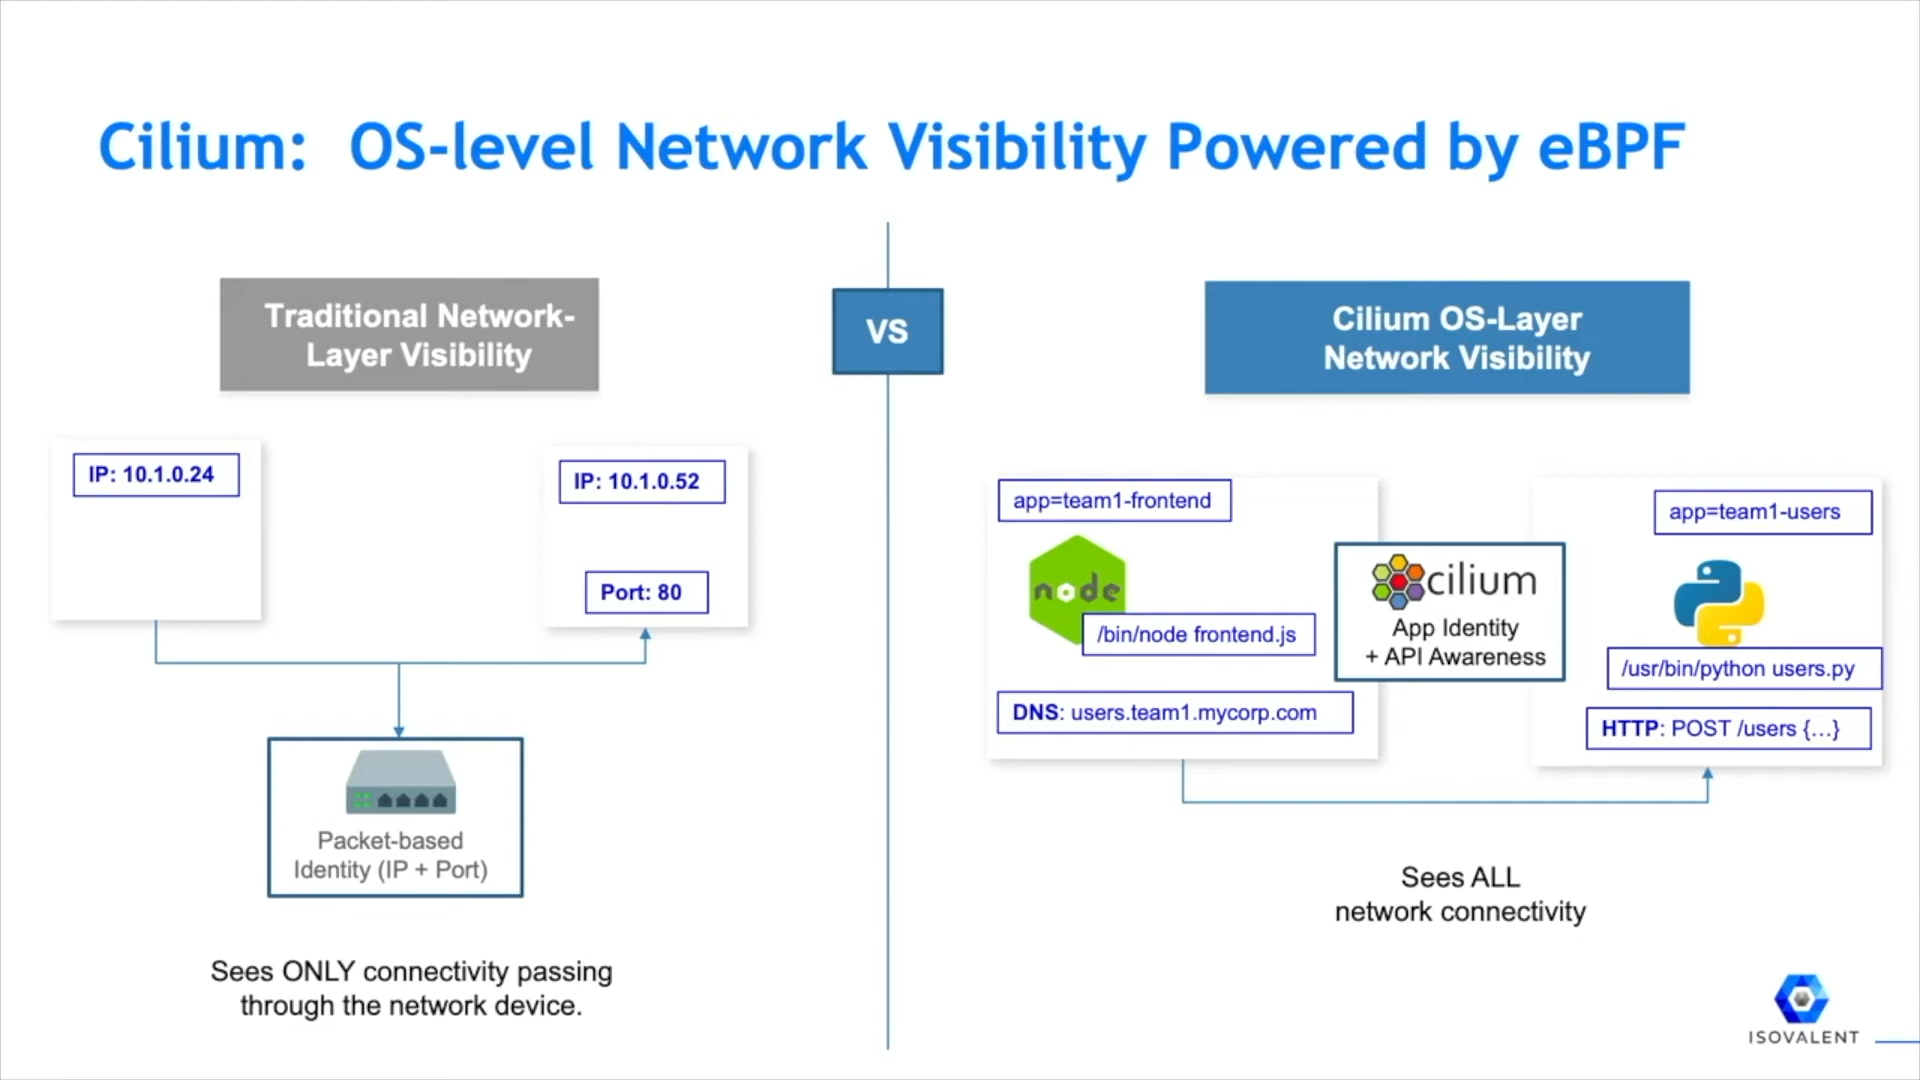 Cilium: OS-level Network Visibility Powered by eBPF
Traditional Network-
Layer Visibility
VS
Cilium OS-Layer
Network Visibility
IP: 10.1.0.24
IP: 10.1.0.52
Port: 80
Packet-based
Identity (IP + Port)
Sees ONLY connectivity passing
through the network device.
app=team1-frontend
node
/bin/node frontend.js
DNS: users.team1.mycorp.com
cilium
App Identity
+ API Awareness
app=team1-users
/usr/bin/python users.py
HTTP: POST /users {...}
Sees ALL
network connectivity
ISOVALENT